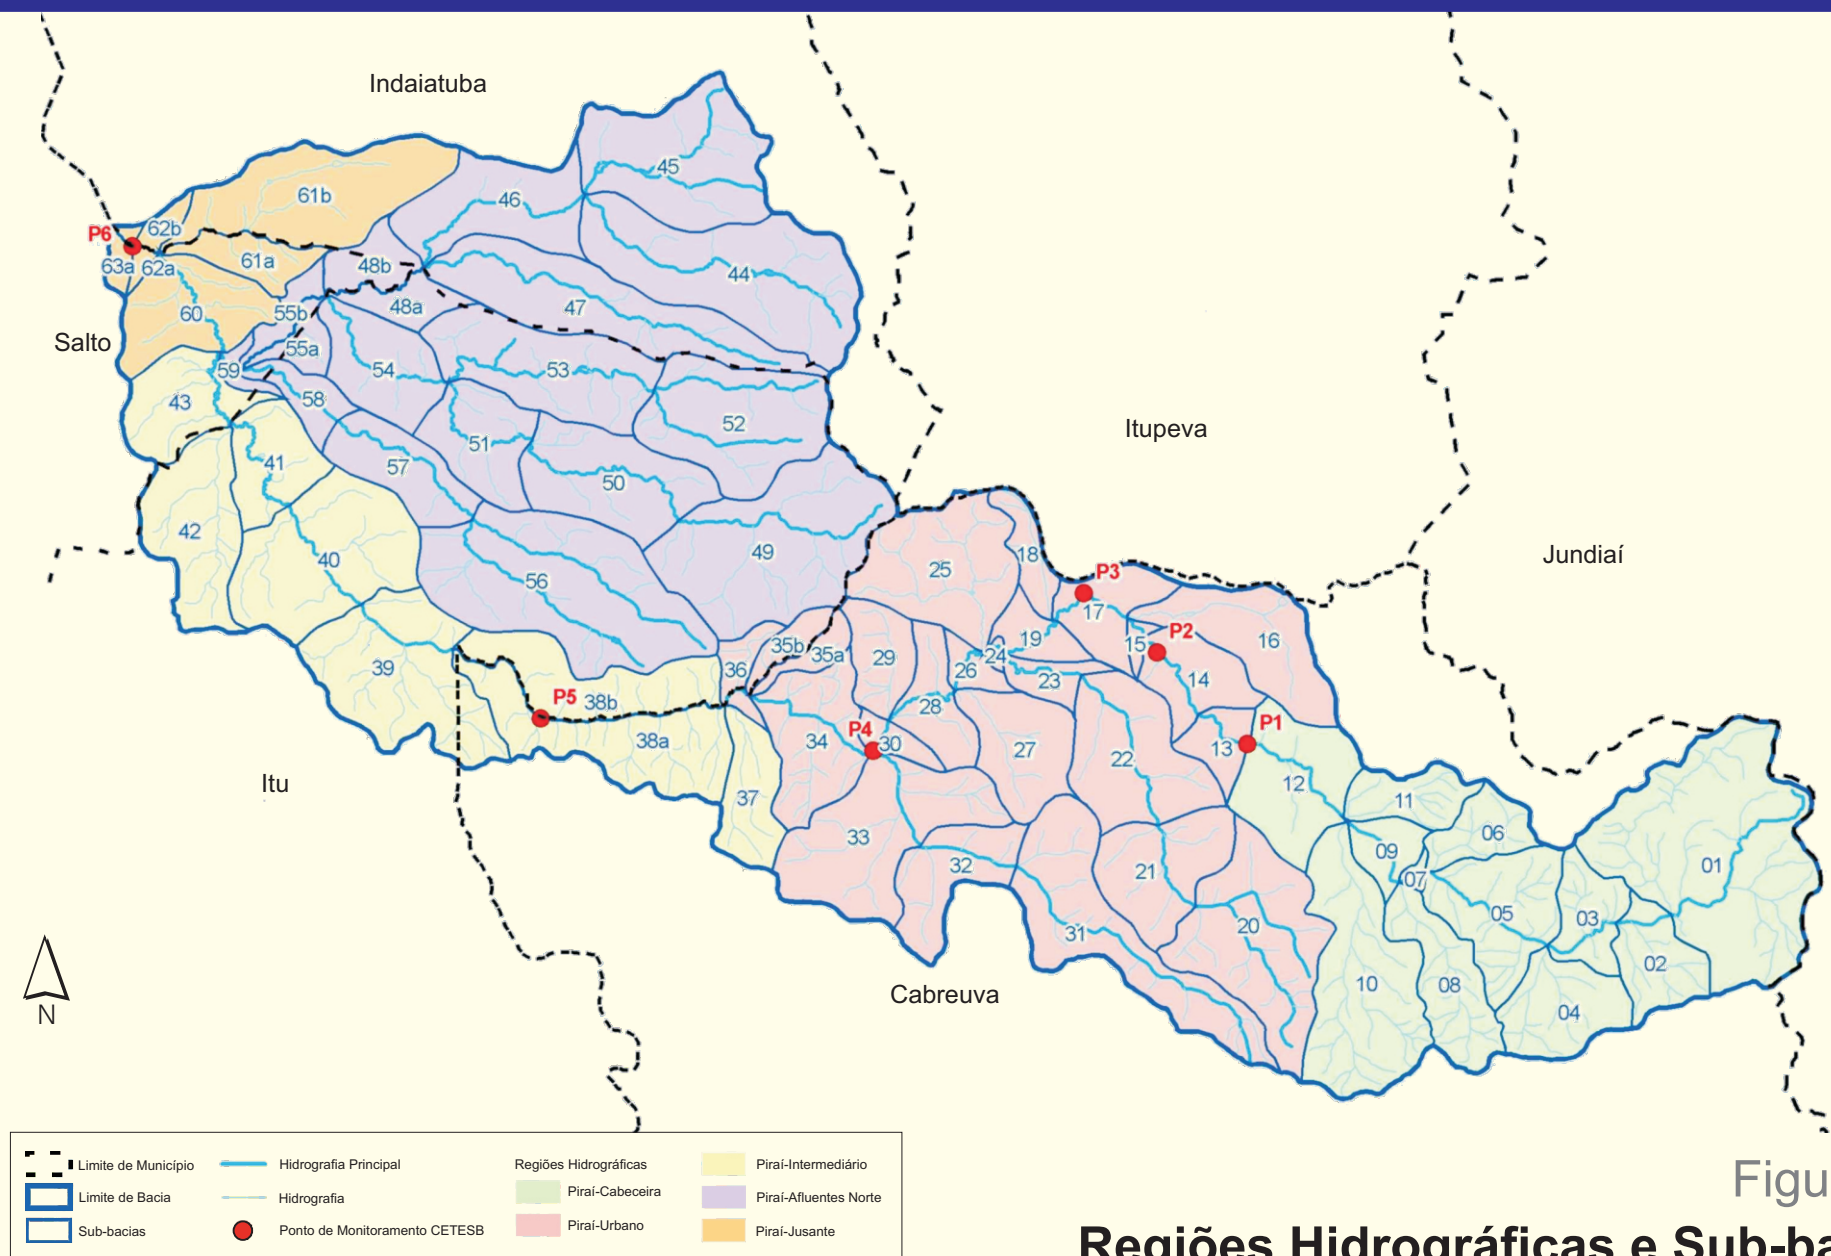 Indaiatuba
45
61b
46
62b
P6
61a
48b
63a
62a
44
48a
47
60
55b
Salto
55a
54
53
59
58
43
52
Itupeva
51
41
57
50
42
49
Jundiaí
18
40
25
P3
56
17
P2
19
15
16
35b
35a
29
24
39
36
26
23
14
P5
38b
28
P1
P4
38a
34
30
27
13
22
Itu
12
37
11
33
06
09
32
21
07
01
05
03
20
31
02
10
08
Cabreuva
04
N
Limite de Município
Hidrografia Principal
Regiões Hidrográficas
Piraí-Intermediário
Limite de Bacia
Hidrografia
Piraí-Cabeceira
Piraí-Afluentes Norte
Sub-bacias
Ponto de Monitoramento CETESB
Piraí-Urbano
Piraí-Jusante
Figu
Regiões Hidrográficas e Sub-ba